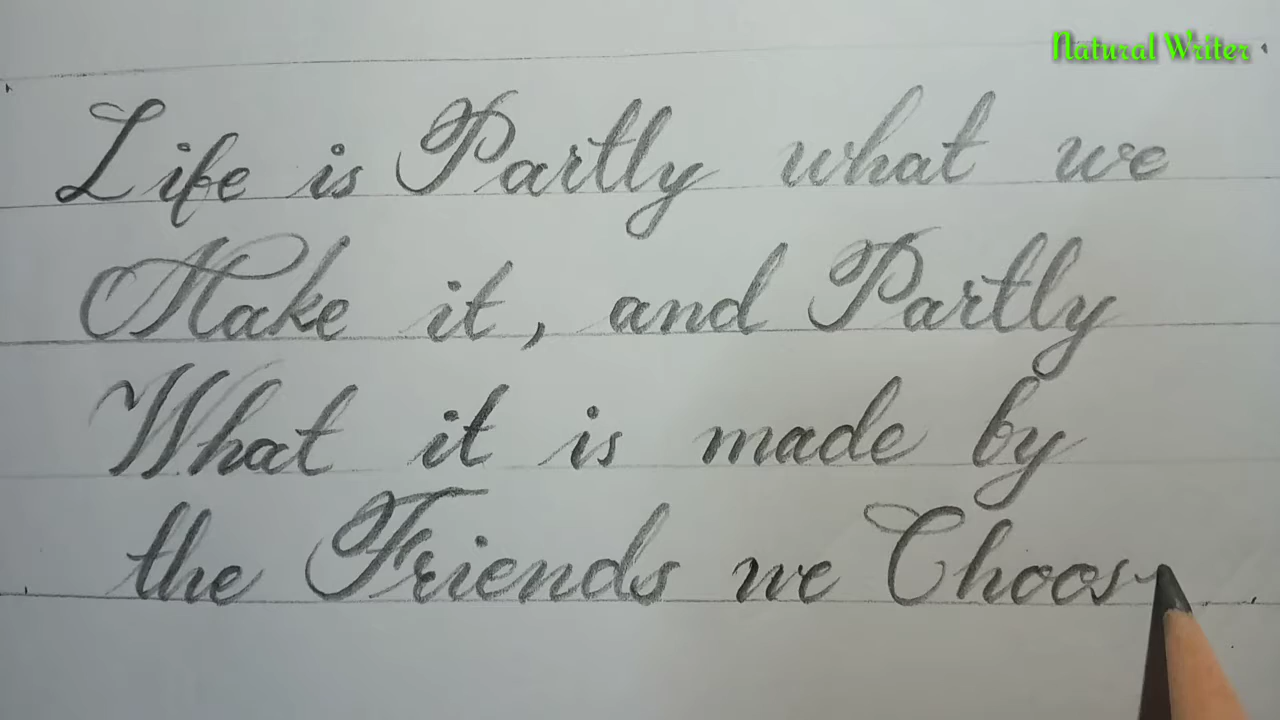 Natural Writer
Life is Partly what we
Make it, and Partly
What it is made by
the Friends we Choos